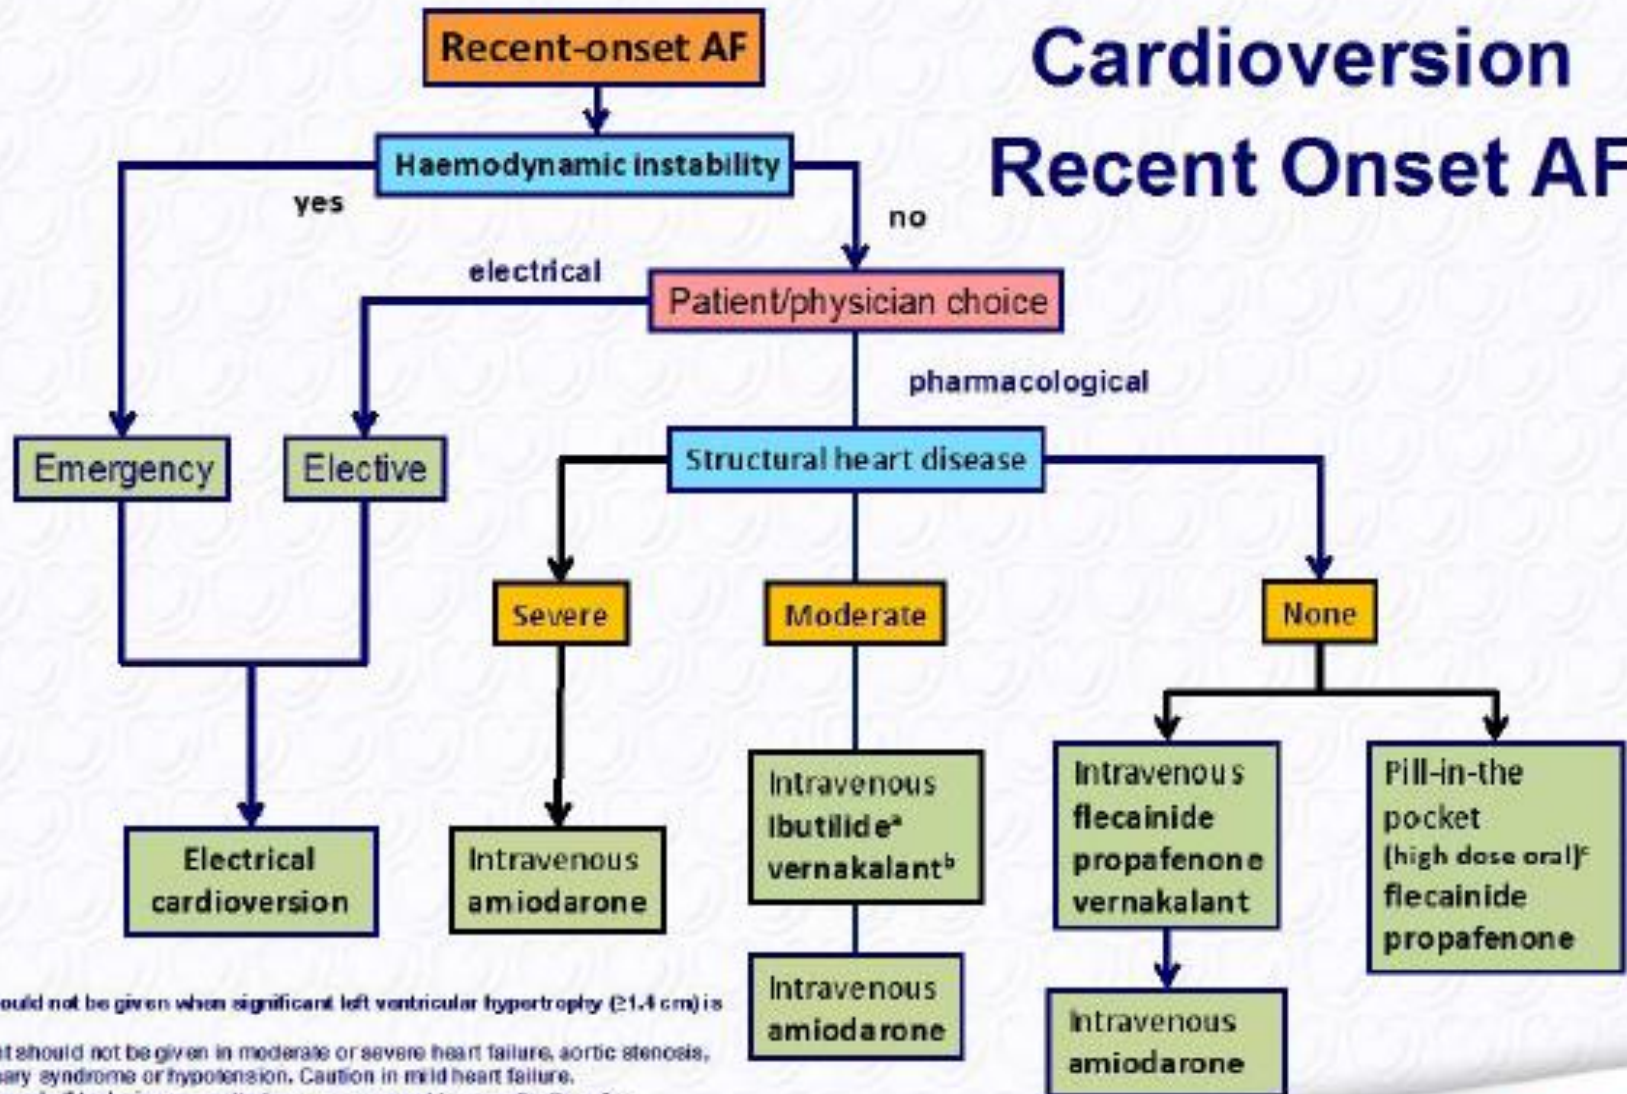 Cardioversion
Recent Onset AF
Recent-onset AF
Haemodynamic instability
yes
no
electrical
Patient/physician choice
pharmacological
Emergency
Elective
Structural heart disease
Severe
Moderate
None
Electrical
cardioversion
Intravenous
amiodarone
Intravenous
Ibutilideᵃ
vernakalantᵇ
Intravenous
amiodarone
Intravenous
flecainide
propafenone
vernakalant
Intravenous
amiodarone
Pill-in-the
pocket
(high dose oral)ᶜ
flecainide
propafenone
should not be given when significant left ventricular hypertrophy (≥1.4 cm) is
should not be given in moderate or severe heart failure, aortic stenosis,
syndrome or hypotension. Caution in mild heart failure.